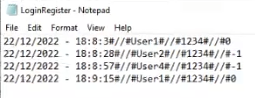 LoginRegister - Notepad
File Edit Format View Help
22/12/2022 - 18:8:3#//#User1#//#1234#//#0
22/12/2022 - 18:8:28#//#User2#//#1234#//#-1
22/12/2022 - 18:8:57#//#User4#//#1234#//#-1
22/12/2022 - 18:9:15#//#User1#//#1234#//#0